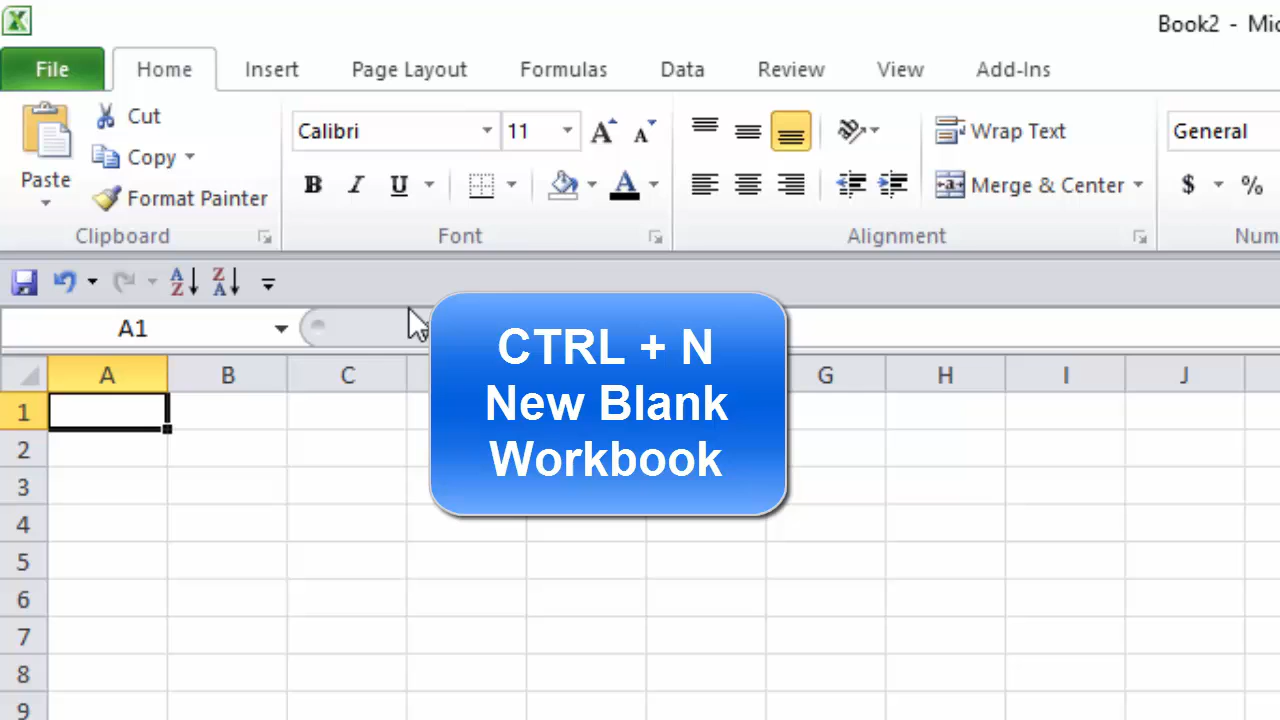 Book2 - Mic
File Home Insert Page Layout Formulas Data Review View Add-Ins
Cut
Copy
Format Painter
Paste
Calibri 11
B I U
Wrap Text
Merge & Center
General
$ %
Clipboard Font Alignment Num
A1
A B C G H I J
1
2
3
4
5
6
7
8
9
CTRL + N
New Blank
Workbook